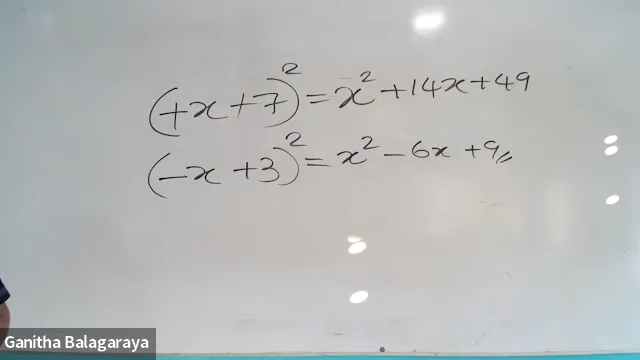 (+x+7)² = x²+14x+49
(-x+3)² = x²-6x+9//
Ganitha Balagaraya